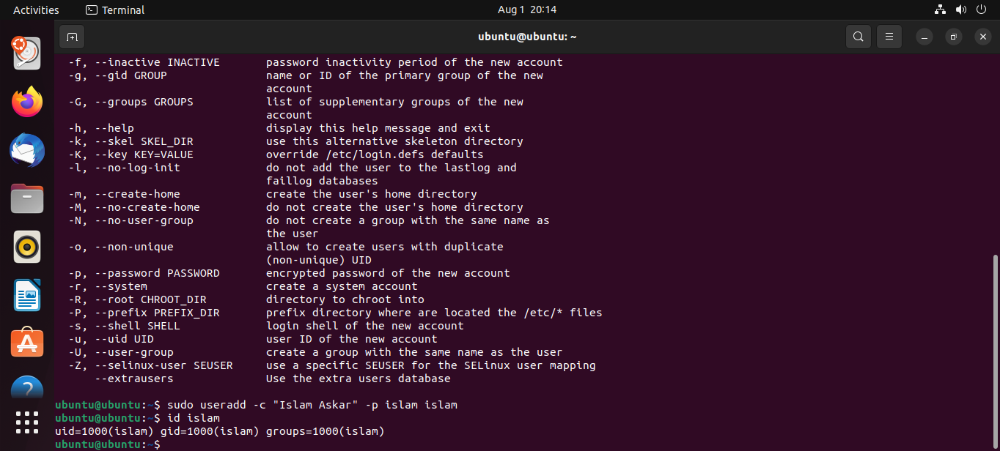 Activities
Terminal
Aug 1 20:14
ubuntu@ubuntu: ~
-f, --inactive INACTIVE       password inactivity period of the new account
-g, --gid GROUP               name or ID of the primary group of the new
                              account
-G, --groups GROUPS           list of supplementary groups of the new
                              account
-h, --help                    display this help message and exit
-k, --skel SKEL_DIR           use this alternative skeleton directory
-K, --key KEY=VALUE           override /etc/login.defs defaults
-l, --no-log-init             do not add the user to the lastlog and
                              faillog databases
-m, --create-home             create the user's home directory
-M, --no-create-home          do not create the user's home directory
-N, --no-user-group           do not create a group with the same name as
                              the user
-o, --non-unique              allow to create users with duplicate
                              (non-unique) UID
-p, --password PASSWORD       encrypted password of the new account
-r, --system                  create a system account
-R, --root CHROOT_DIR         directory to chroot into
-P, --prefix PREFIX_DIR       prefix directory where are located the /etc/* files
-s, --shell SHELL             login shell of the new account
-u, --uid UID                 user ID of the new account
-U, --user-group              create a group with the same name as the user
-Z, --selinux-user SEUSER     use a specific SEUSER for the SELinux user mapping
    --extrausers              Use the extra users database
ubuntu@ubuntu:~$ sudo useradd -c "Islam Askar" -p islam islam
ubuntu@ubuntu:~$ id islam
uid=1000(islam) gid=1000(islam) groups=1000(islam)
ubuntu@ubuntu:~$